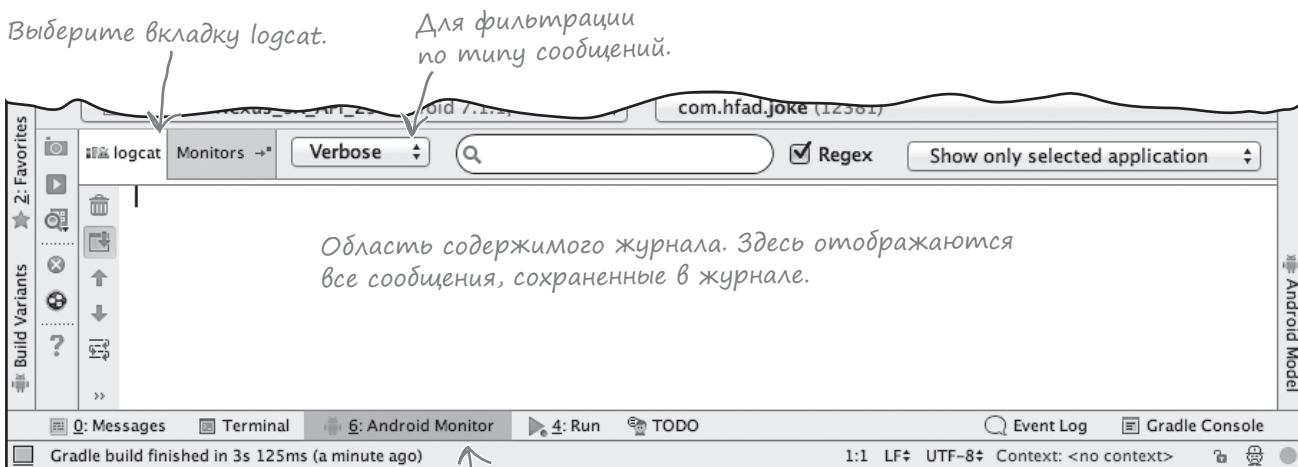 Выберите вкладку logcat.
Для фильтрации
по типу сообщений.
com.hfad.joke (12381)
2: Favorites
logcat
Monitors
Verbose
Regex
Show only selected application
Область содержимого журнала. Здесь отображаются
все сообщения, сохраненные в журнале.
Build Variants
Android Model
0: Messages
Terminal
6: Android Monitor
4: Run
TODO
Event Log
Gradle Console
Gradle build finished in 3s 125ms (a minute ago)
1:1 LF UTF-8 Context: <no context>